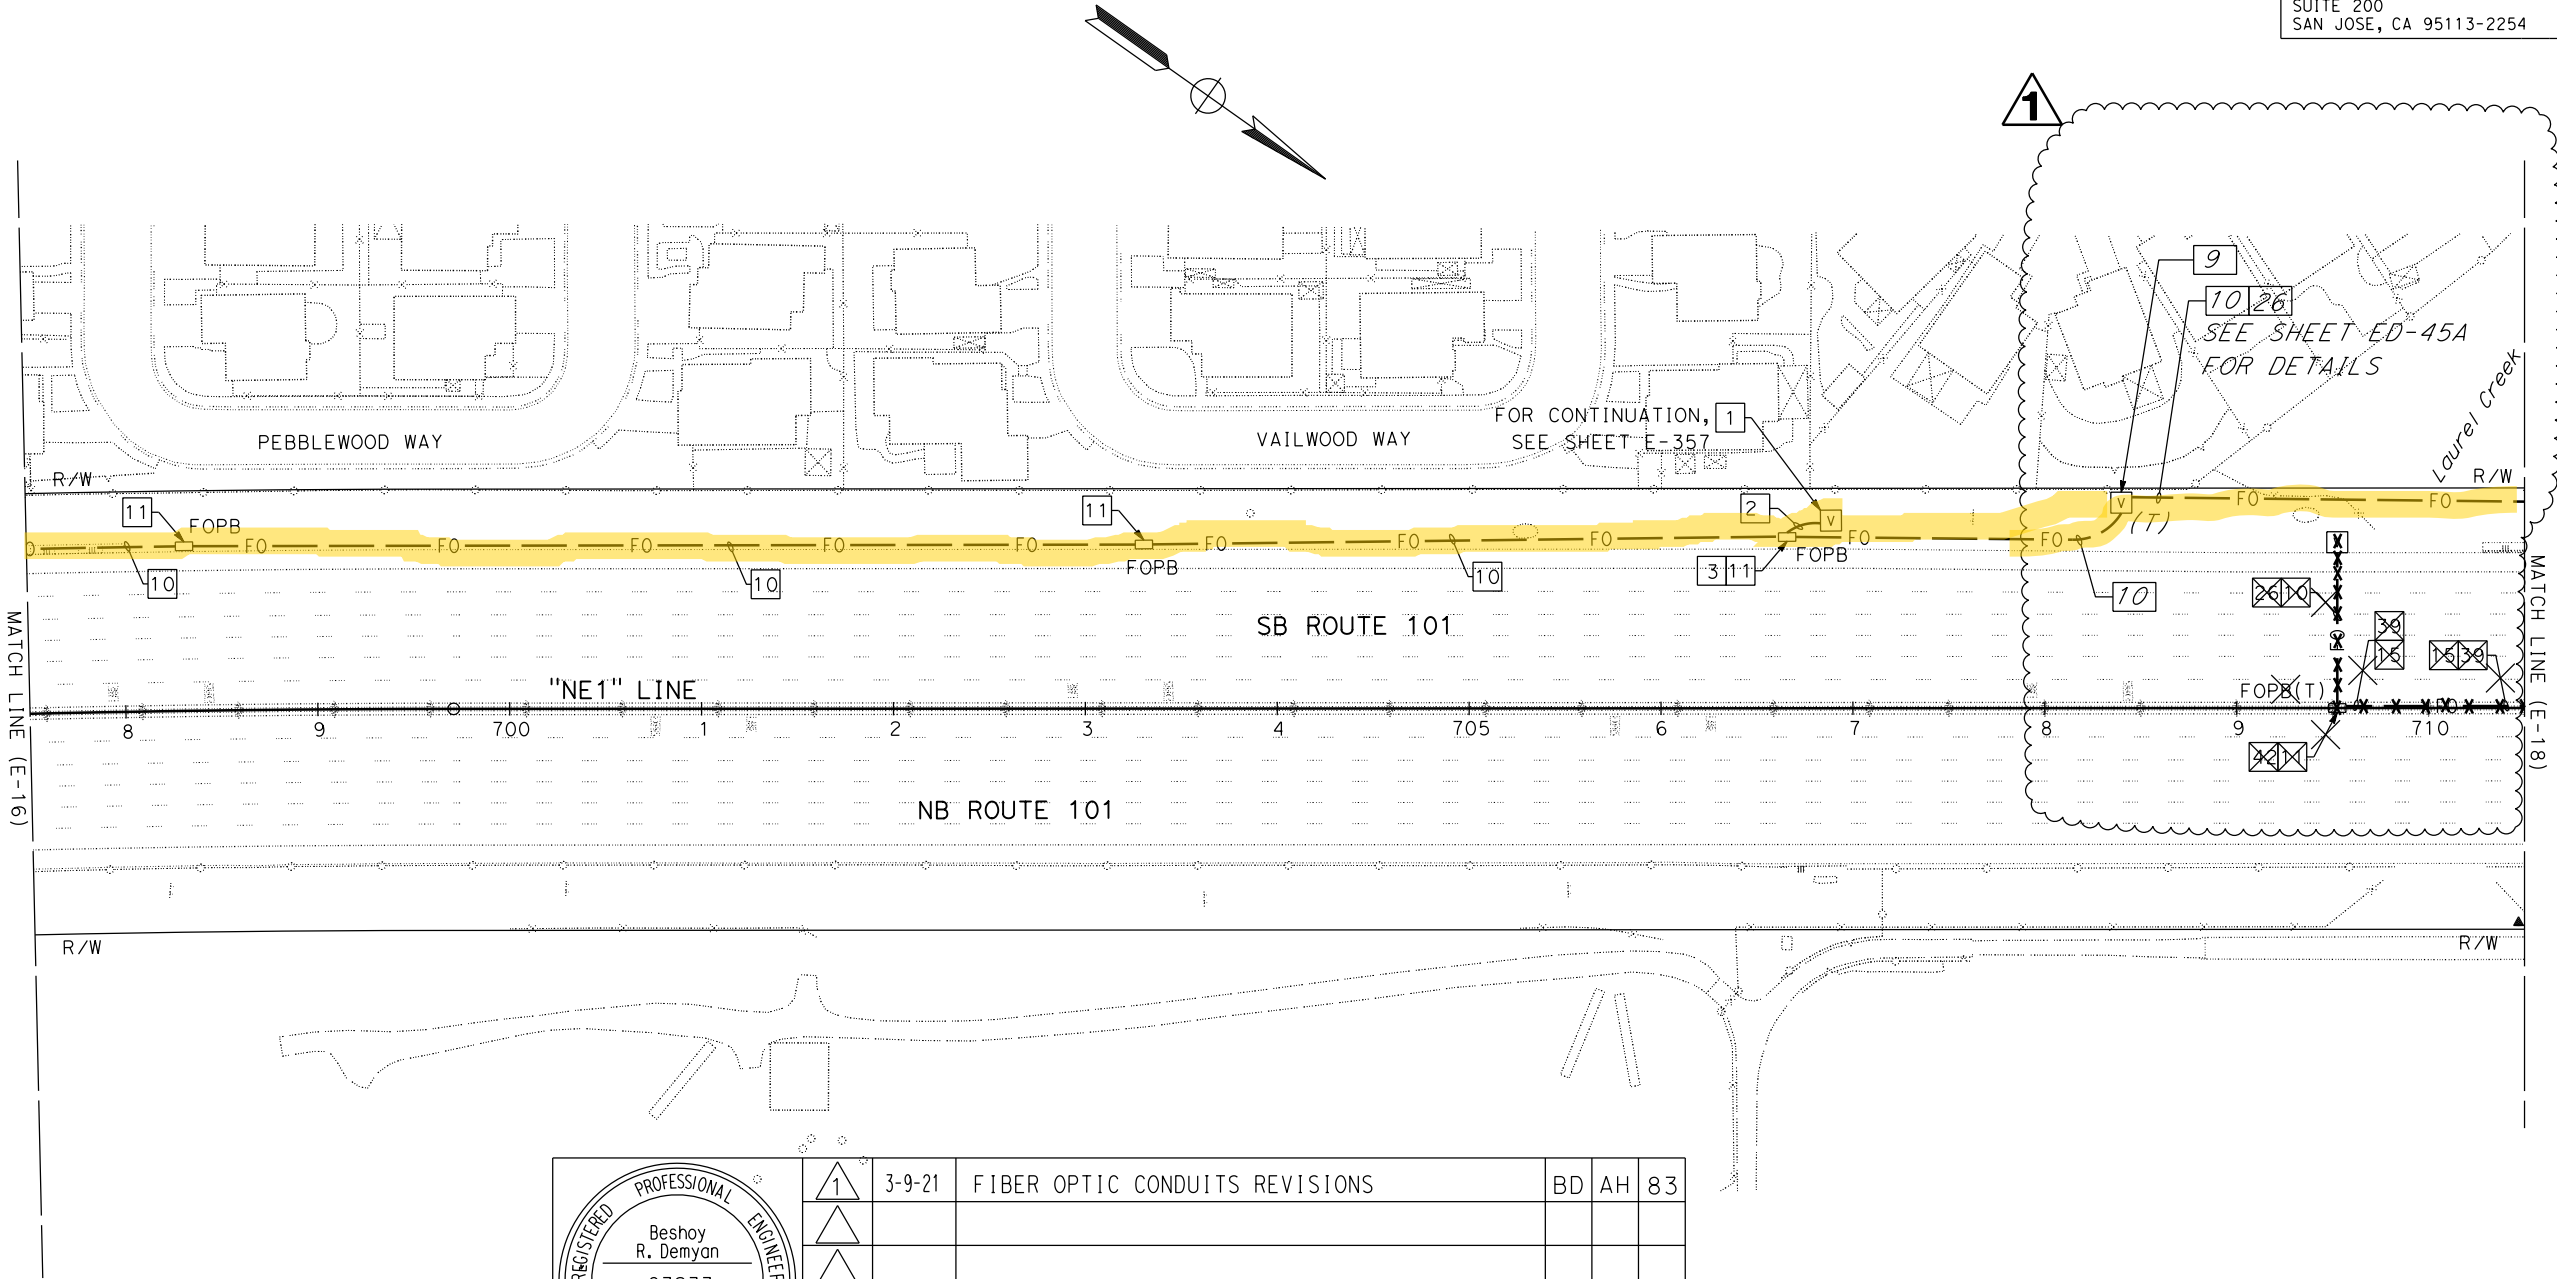 SUITE 200
SAN JOSE, CA 95113-2254
1
9
10 26
SEE SHEET ED-45A
FOR DETAILS
Laurel Creek
FOR CONTINUATION, 1
SEE SHEET E-357
PEBBLEWOOD WAY
VAILWOOD WAY
R/W
R/W
11
FOPB
11
2
V
V
(T)
FO FO FO FO FO FO FO FO FO FO FO FO
FOPB
FOPB
10
10
10
3 11
10
26 10
39
15
15 39
FOPB(T)
FO
42 11
SB ROUTE 101
"NE1" LINE
8 9 700 1 2 3 4 705 6 7 8 9 710
NB ROUTE 101
MATCH LINE (E-16)
MATCH LINE (E-18)
R/W
R/W
1 3-9-21 FIBER OPTIC CONDUITS REVISIONS BD AH 83
REGISTERED PROFESSIONAL ENGINEER
Beshoy
R. Demyan